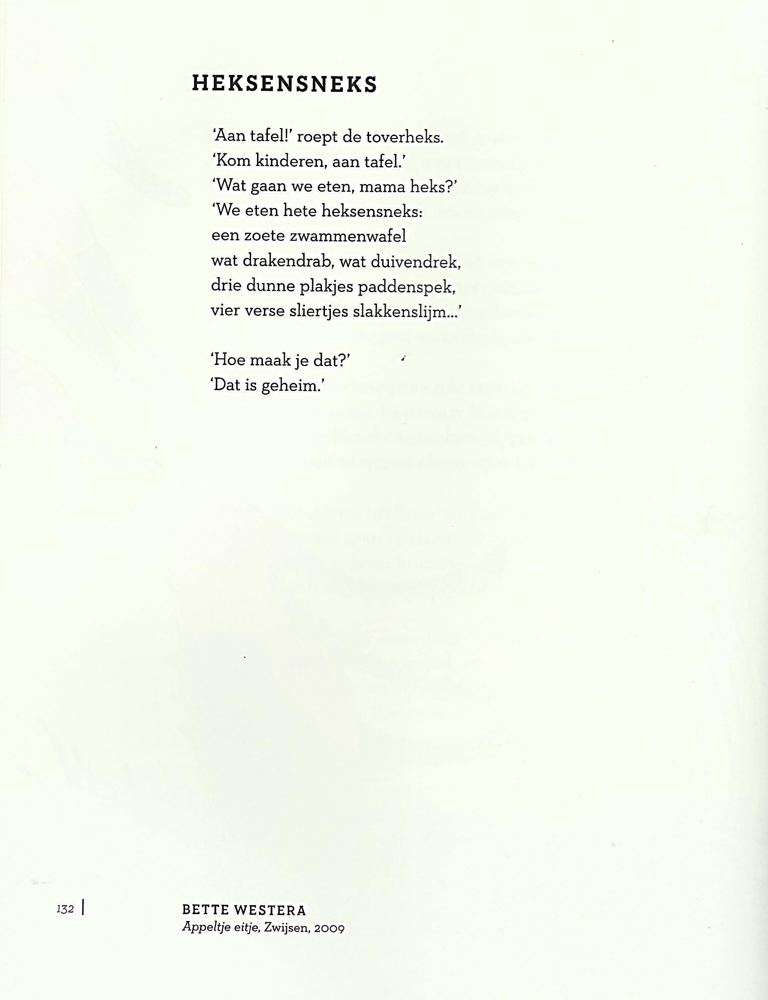 HEKSENSNEKS
‘Aan tafel!’ roept de toverheks.
‘Kom kinderen, aan tafel.’
‘Wat gaan we eten, mama heks?’
‘We eten hete heksensneks:
een zoete zwammenwafel
wat drakendrab, wat duivendrek,
drie dunne plakjes paddenspek,
vier verse sliertjes slakkenslijm...’
‘Hoe maak je dat?’
‘Dat is geheim.’
132 |
BETTE WESTERA
Appeltje eitje, Zwijsen, 2009